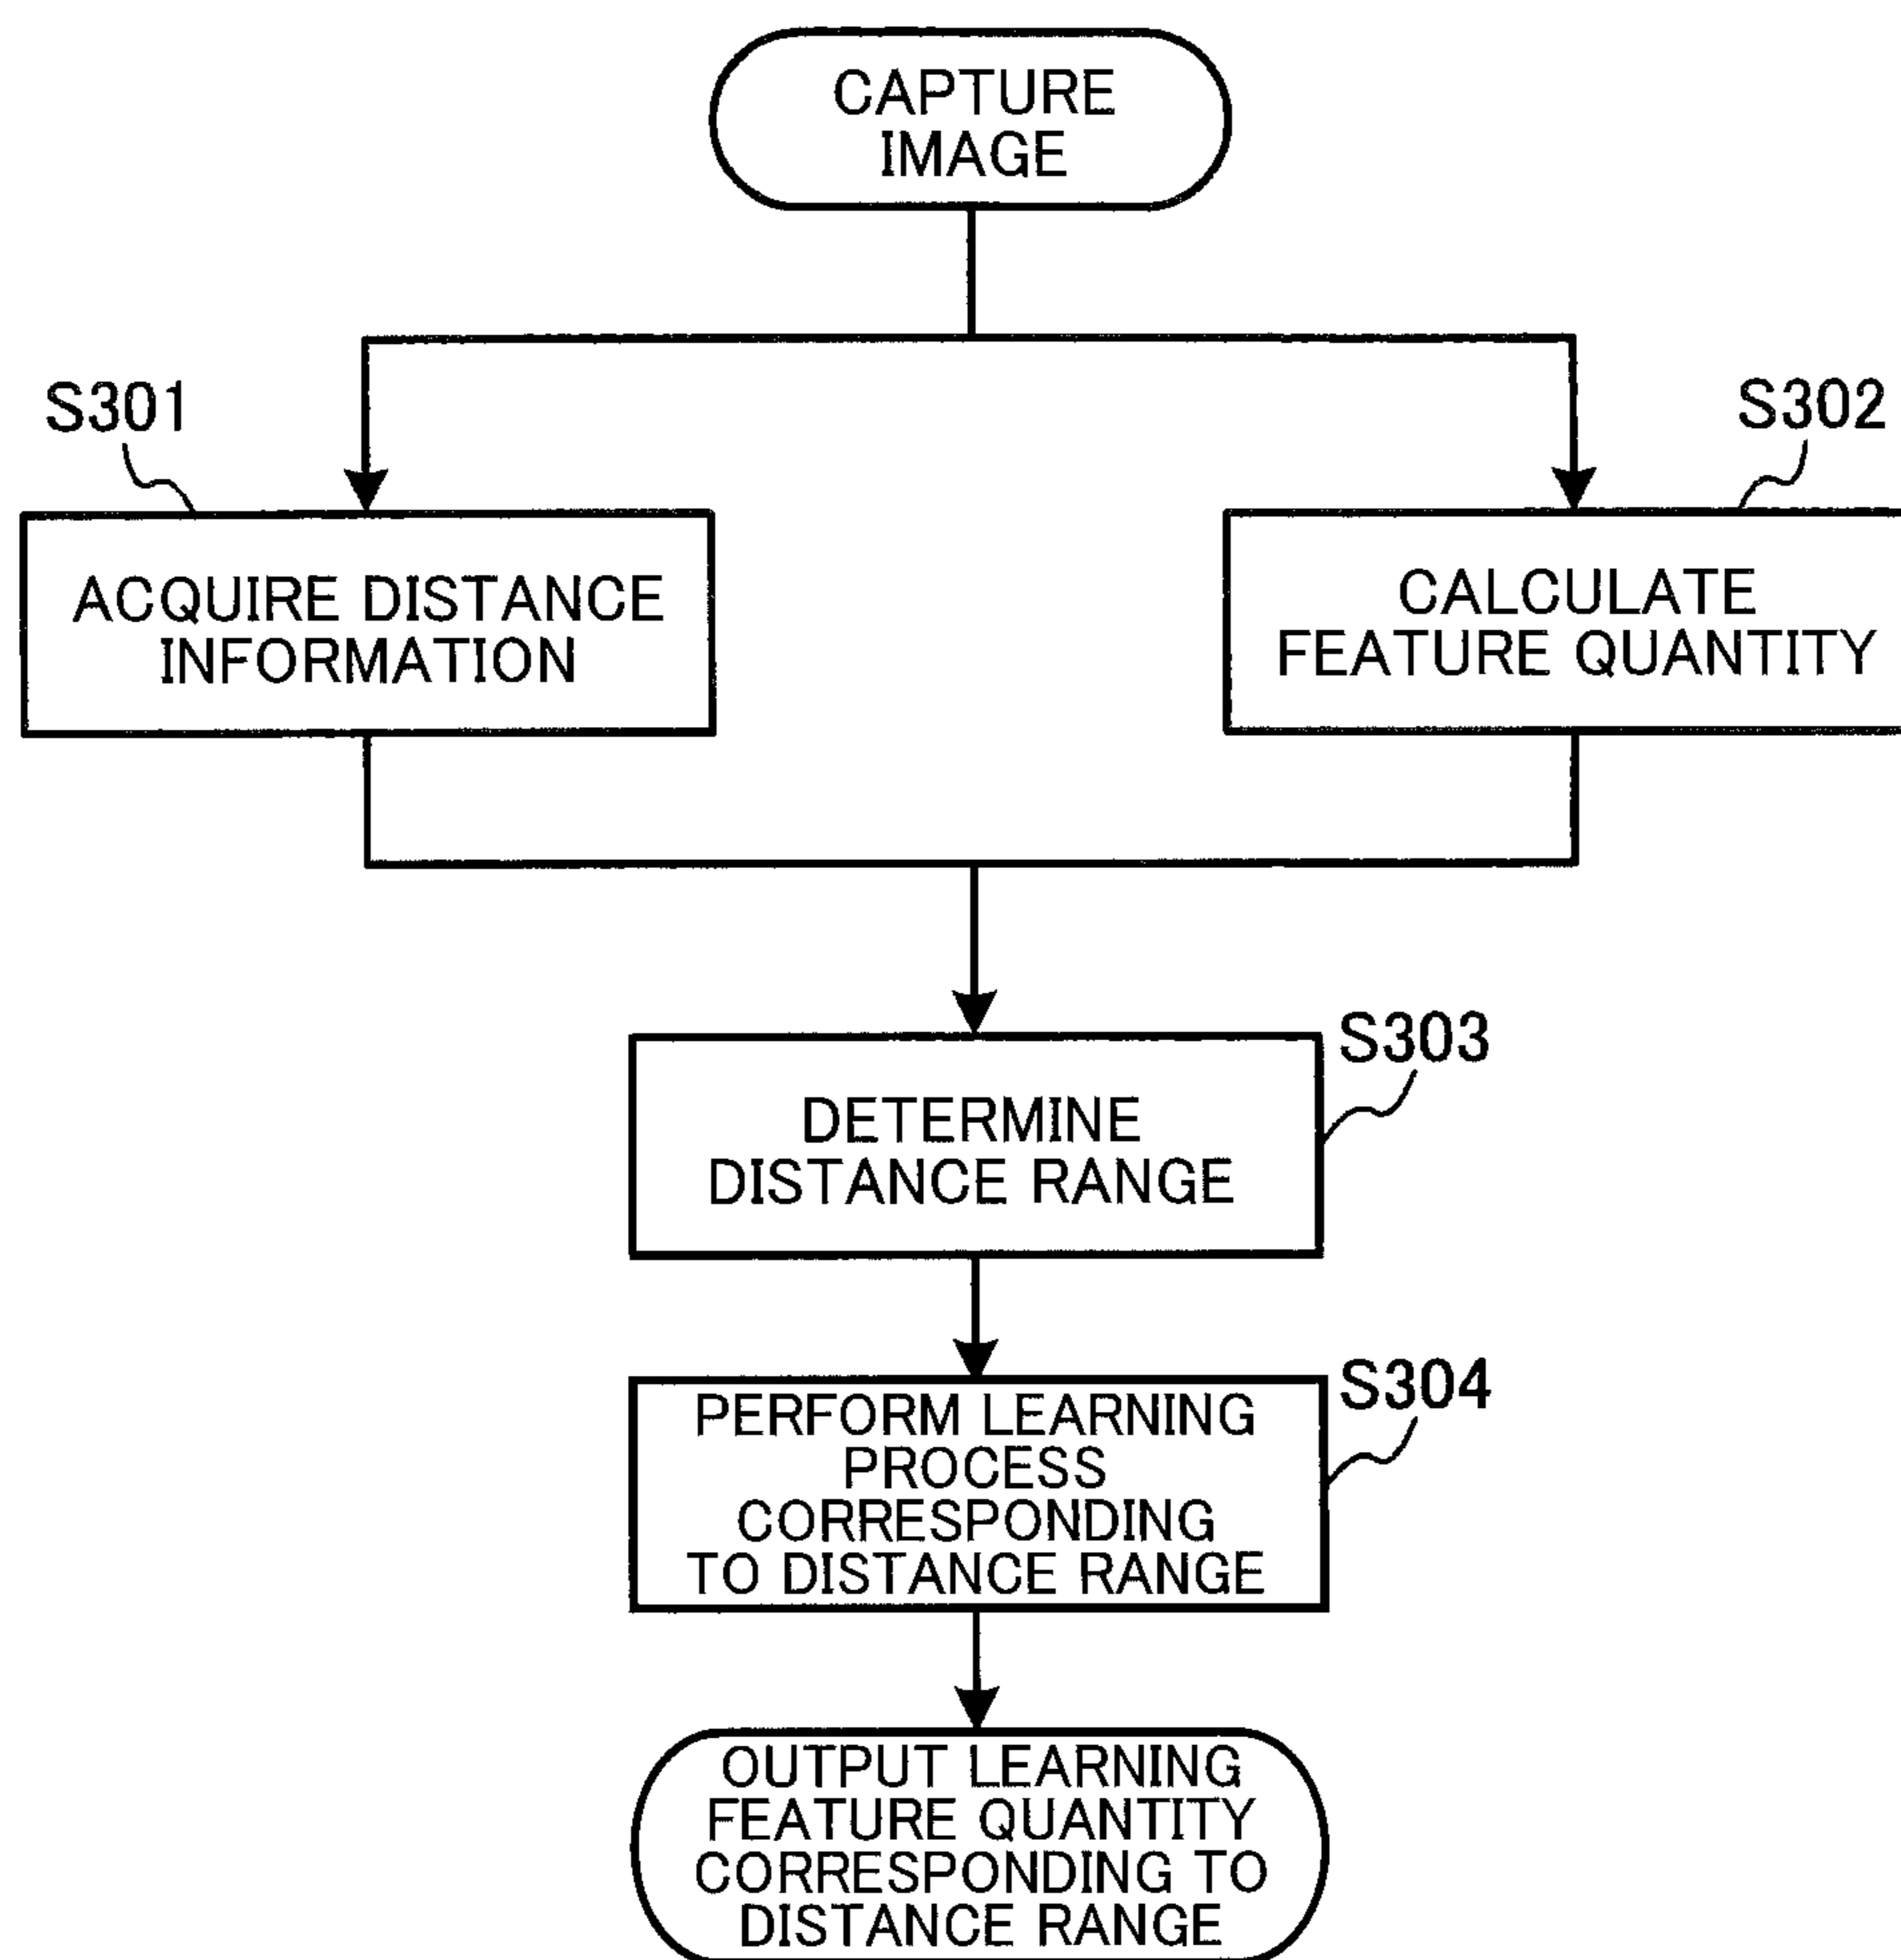 CAPTURE
IMAGE
S301
S302
ACQUIRE DISTANCE
INFORMATION
CALCULATE
FEATURE QUANTITY
S303
DETERMINE
DISTANCE RANGE
S304
PERFORM LEARNING
PROCESS
CORRESPONDING
TO DISTANCE RANGE
OUTPUT LEARNING
FEATURE QUANTITY
CORRESPONDING TO
DISTANCE RANGE